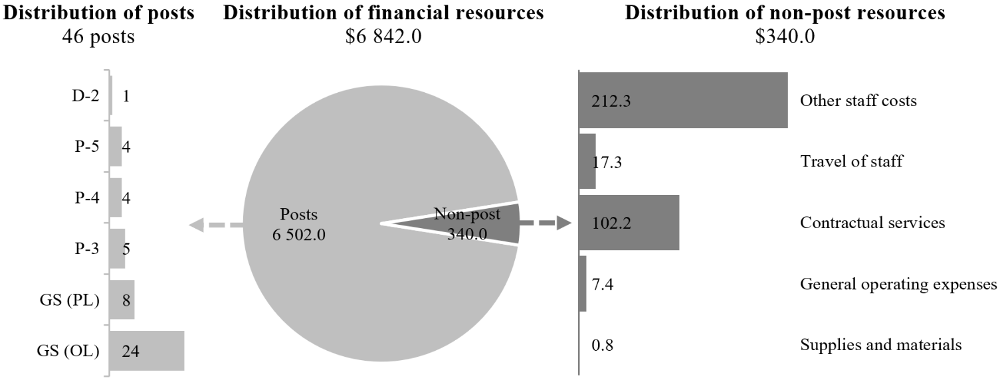 Distribution of posts
46 posts
D-2 1
P-5 4
P-4 4
P-3 5
GS (PL) 8
GS (OL) 24
Distribution of financial resources
$6 842.0
Posts
6 502.0
Non-post
340.0
Distribution of non-post resources
$340.0
212.3 Other staff costs
17.3 Travel of staff
102.2 Contractual services
7.4 General operating expenses
0.8 Supplies and materials